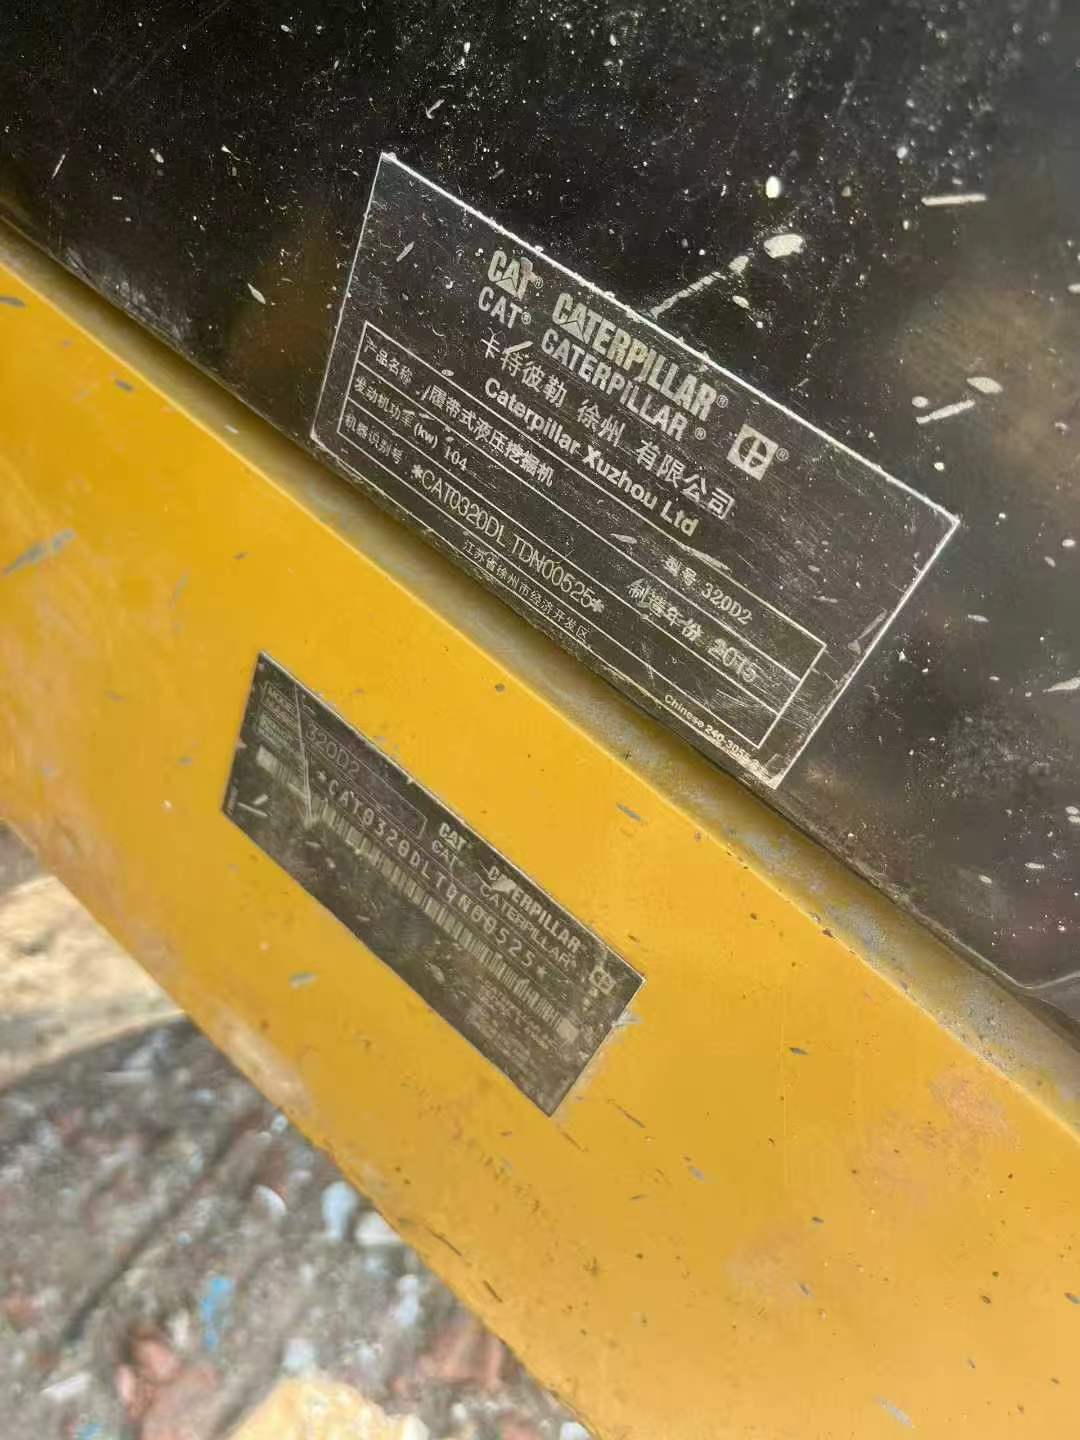 CAT® CATERPILLAR®
CAT® CATERPILLAR®
卡特彼勒 徐州 有限公司
Caterpillar Xuzhou Ltd
产品名称 履带式液压挖掘机 型号 320D2
发动机功率 (kw) 104 制造年份 2015
机器识别号 *CAT0320DLTDN00525*
江苏省徐州市经济开发区
Chinese 240-3055
320D2
CAT CATERPILLAR
CAT CATERPILLAR
*CAT0320DLTDN00525*